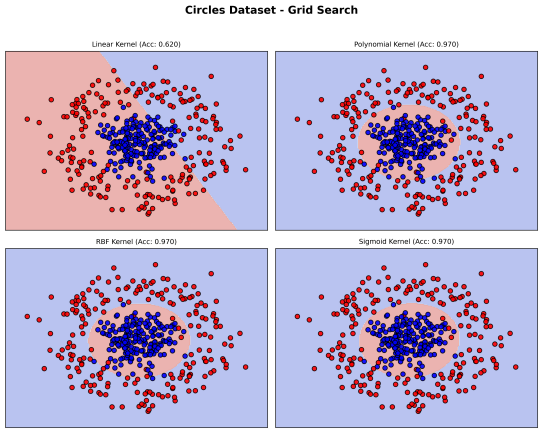 Circles Dataset - Grid Search
Linear Kernel (Acc: 0.620)
Polynomial Kernel (Acc: 0.970)
RBF Kernel (Acc: 0.970)
Sigmoid Kernel (Acc: 0.970)